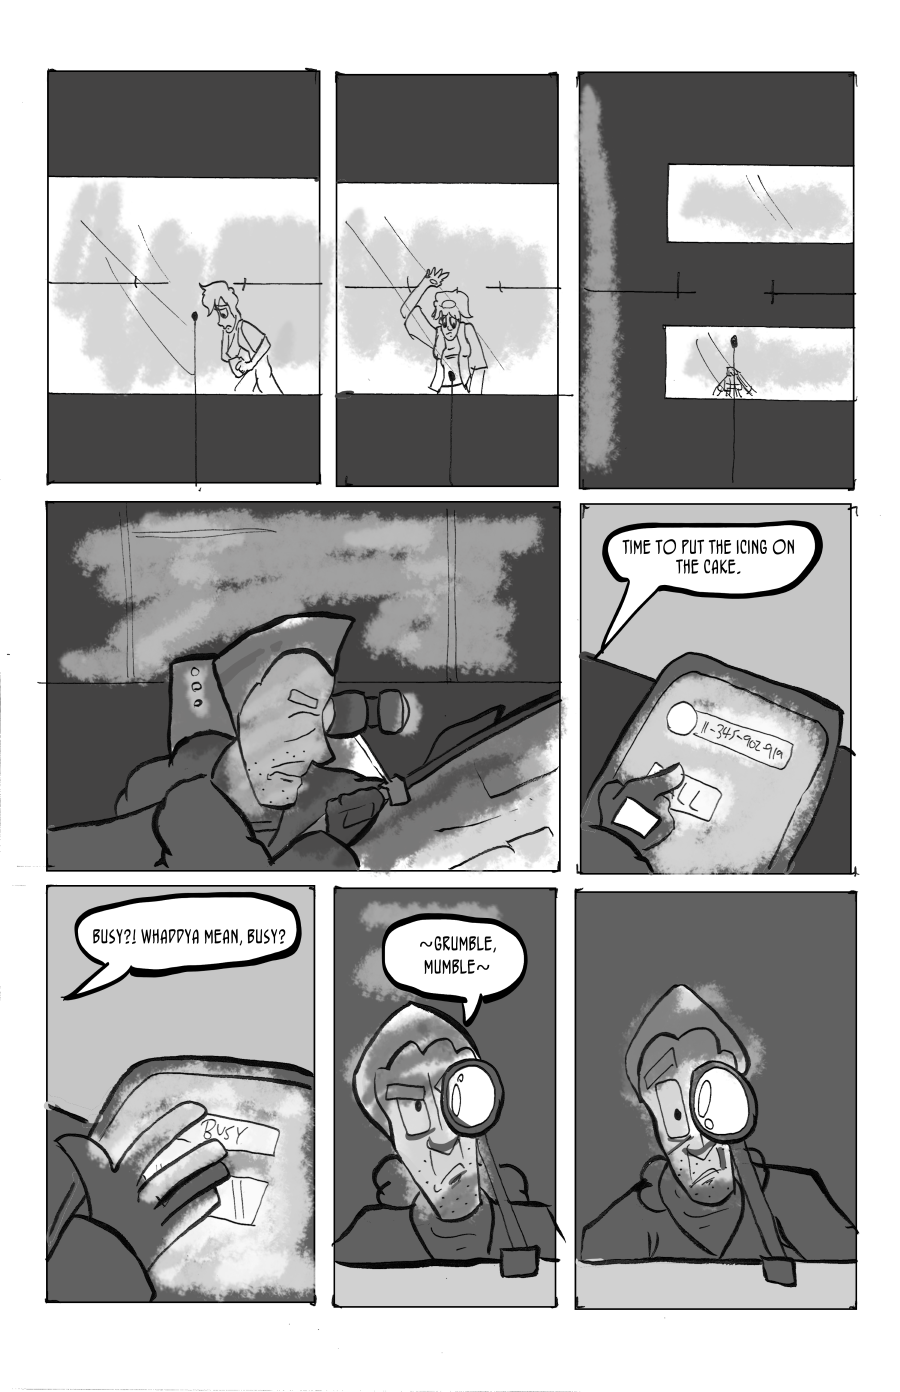 TIME TO PUT THE ICING ON
THE CAKE.
11-345-902-919
LL
BUSY?! WHADDYA MEAN, BUSY?
BUSY
~GRUMBLE,
MUMBLE~